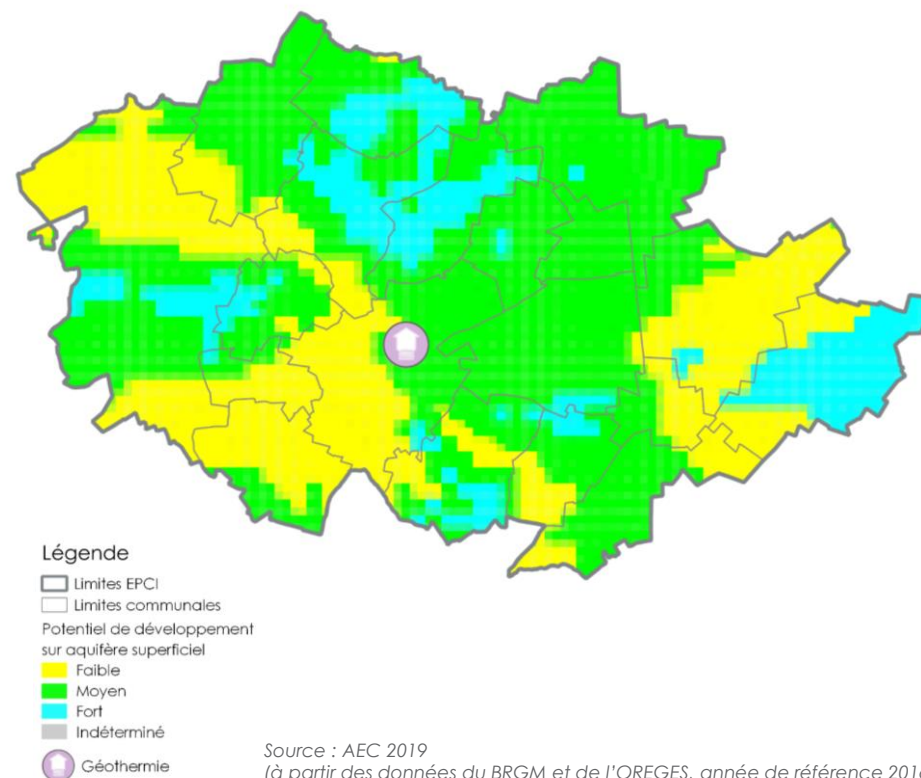 Légende
Limites EPCI
Limites communales
Potentiel de développement
sur aquifère superficiel
Faible
Moyen
Fort
Indéterminé
Géothermie
Source : AEC 2019
(à partir des données du BRGM et de l'OREGES, année de référence